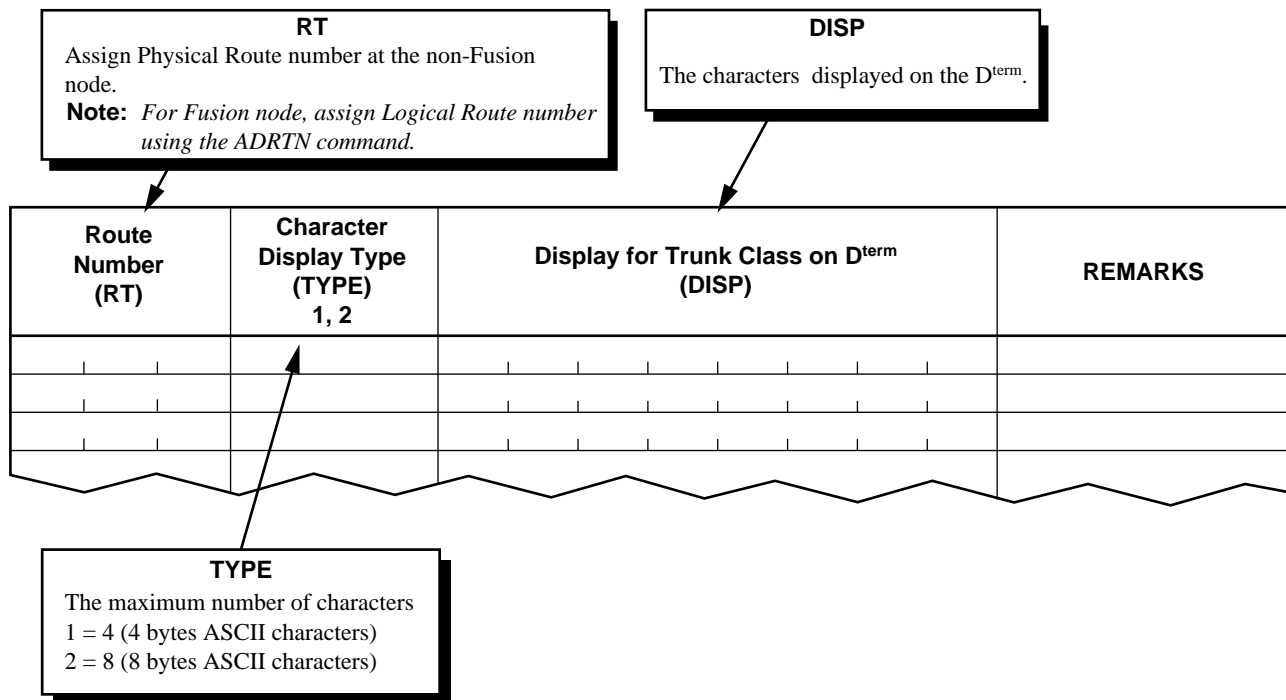 RT
Assign Physical Route number at the non-Fusion
node.
Note: For Fusion node, assign Logical Route number
using the ADRTN command.
DISP
The characters displayed on the Dterm.
Route
Number
(RT)
Character
Display Type
(TYPE)
1, 2
Display for Trunk Class on Dterm
(DISP)
REMARKS
TYPE
The maximum number of characters
1 = 4 (4 bytes ASCII characters)
2 = 8 (8 bytes ASCII characters)